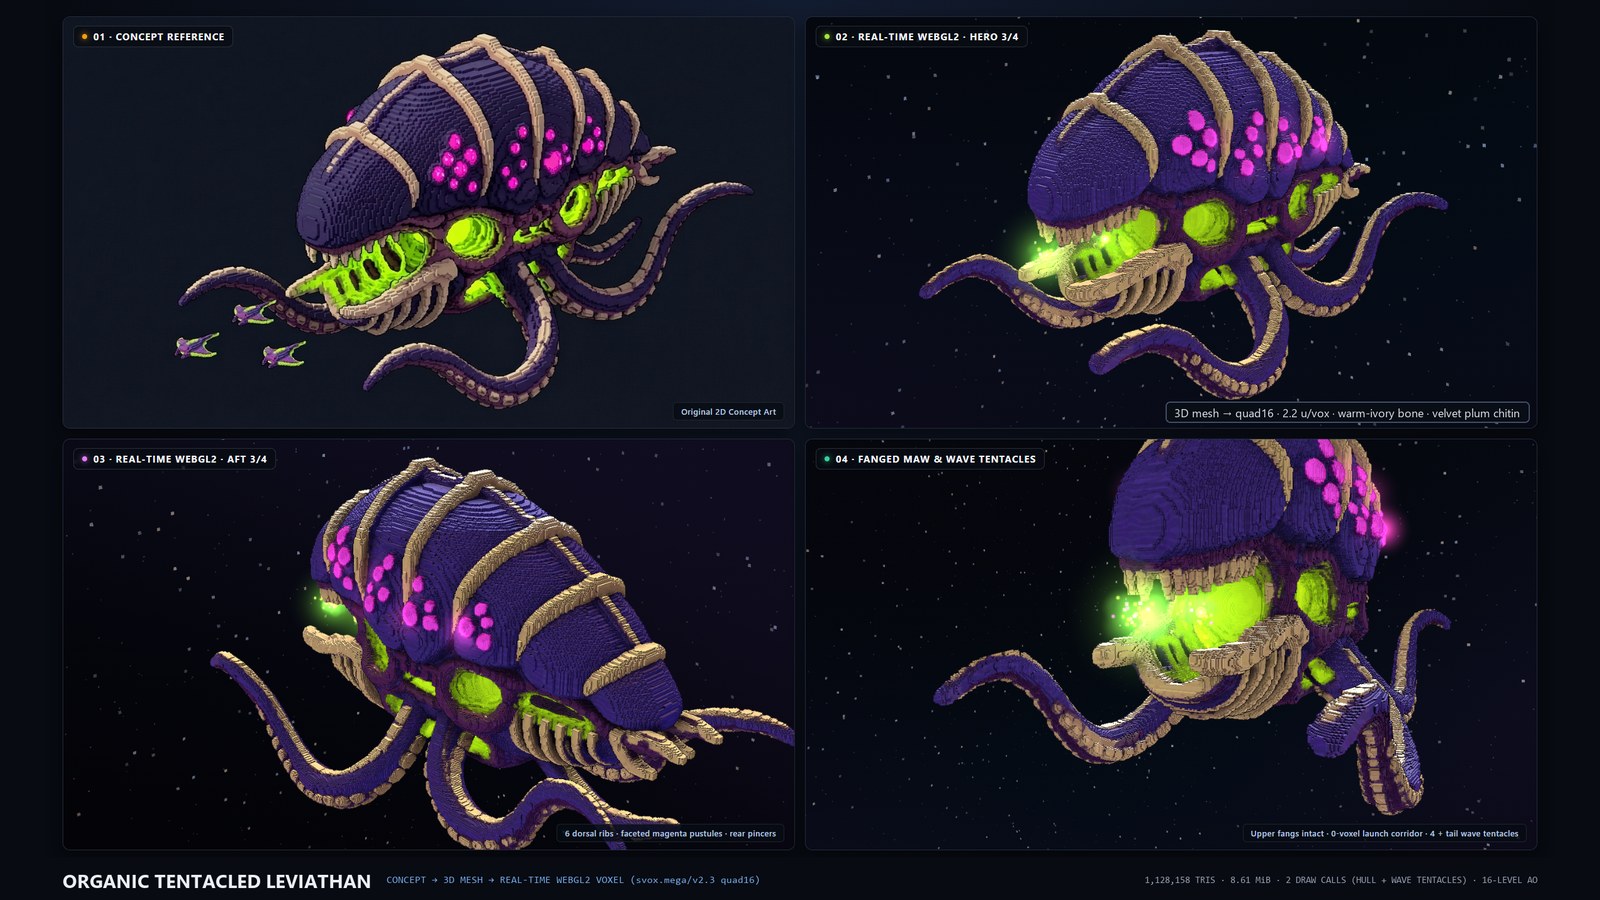 01 · CONCEPT REFERENCE
Original 2D Concept Art
02 · REAL-TIME WEBGL2 · HERO 3/4
3D mesh → quad16 · 2.2 u/vox · warm-ivory bone · velvet plum chitin
03 · REAL-TIME WEBGL2 · AFT 3/4
6 dorsal ribs · faceted magenta pustules · rear pincers
04 · FANGED MAW & WAVE TENTACLES
Upper fangs intact · 0-voxel launch corridor · 4 + tail wave tentacles
ORGANIC TENTACLED LEVIATHAN
CONCEPT → 3D MESH → REAL-TIME WEBGL2 VOXEL (svox.mega/v2.3 quad16)
1,128,158 TRIS · 8.61 MiB · 2 DRAW CALLS (HULL + WAVE TENTACLES) · 16-LEVEL AO